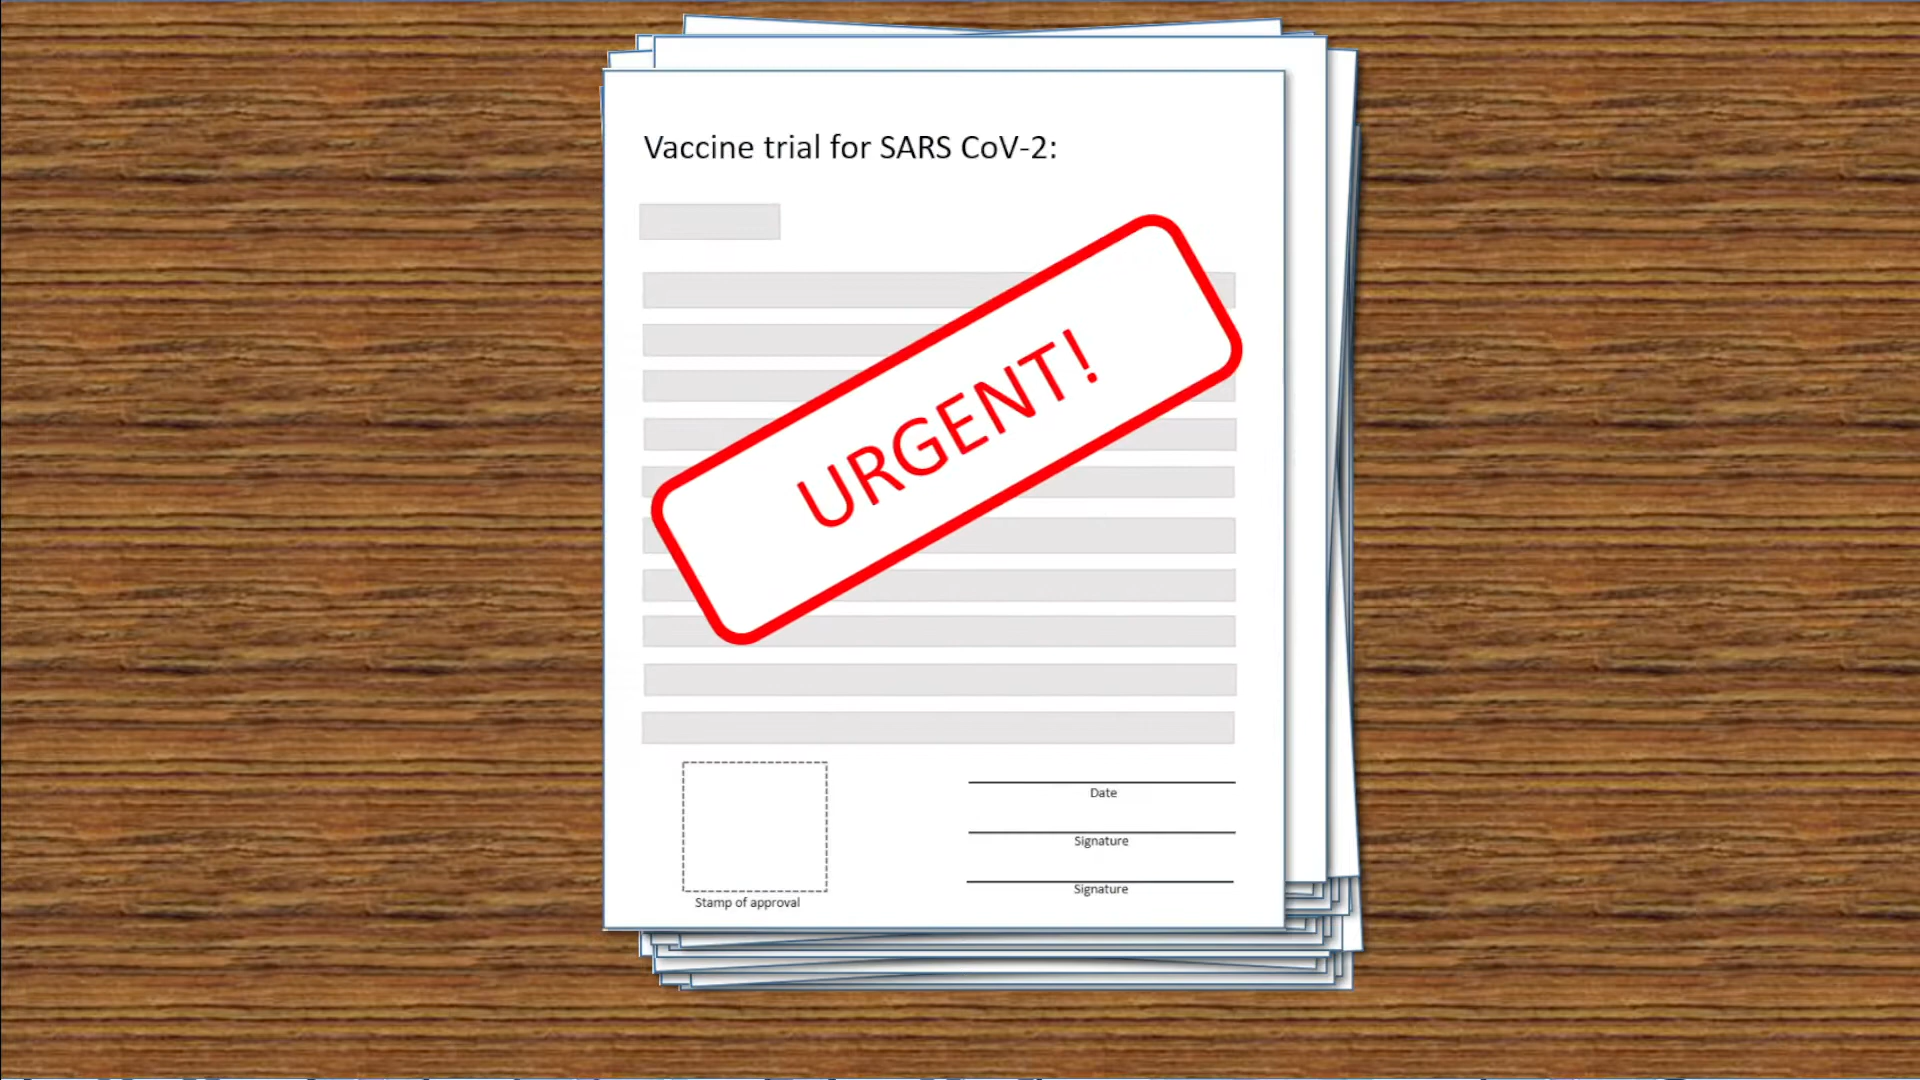 Vaccine trial for SARS CoV-2:
URGENT!
Date
Signature
Signature
Stamp of approval